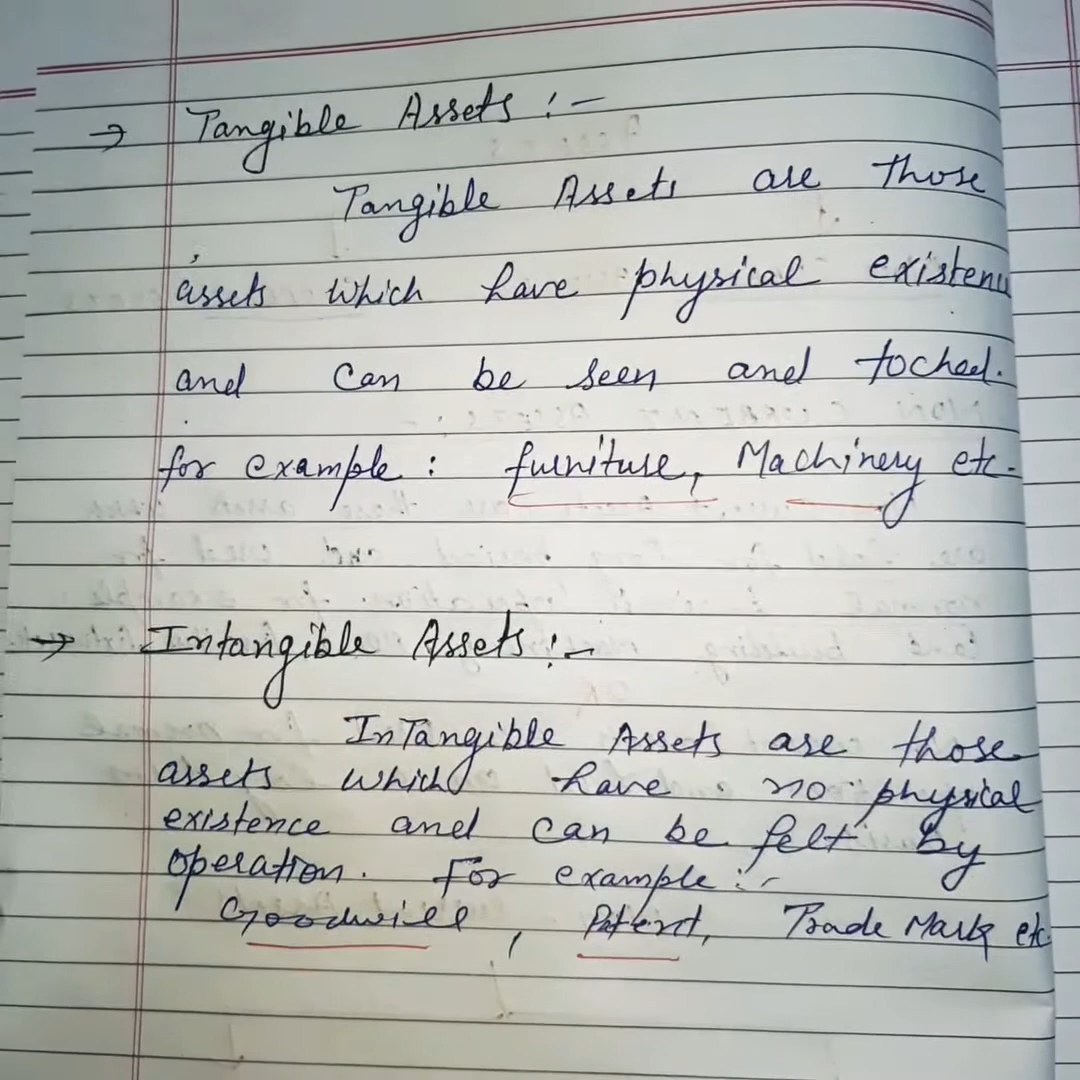 → Tangible Assets :-
Tangible Assets are those
assets which have physical existence
and can be seen and toched.
for example : furniture, Machinery etc.
→ Intangible Assets :-
InTangible Assets are those
assets which have no physical
existence and can be felt by
operation. For example :-
Goodwill, Patent, Trade Mark etc.